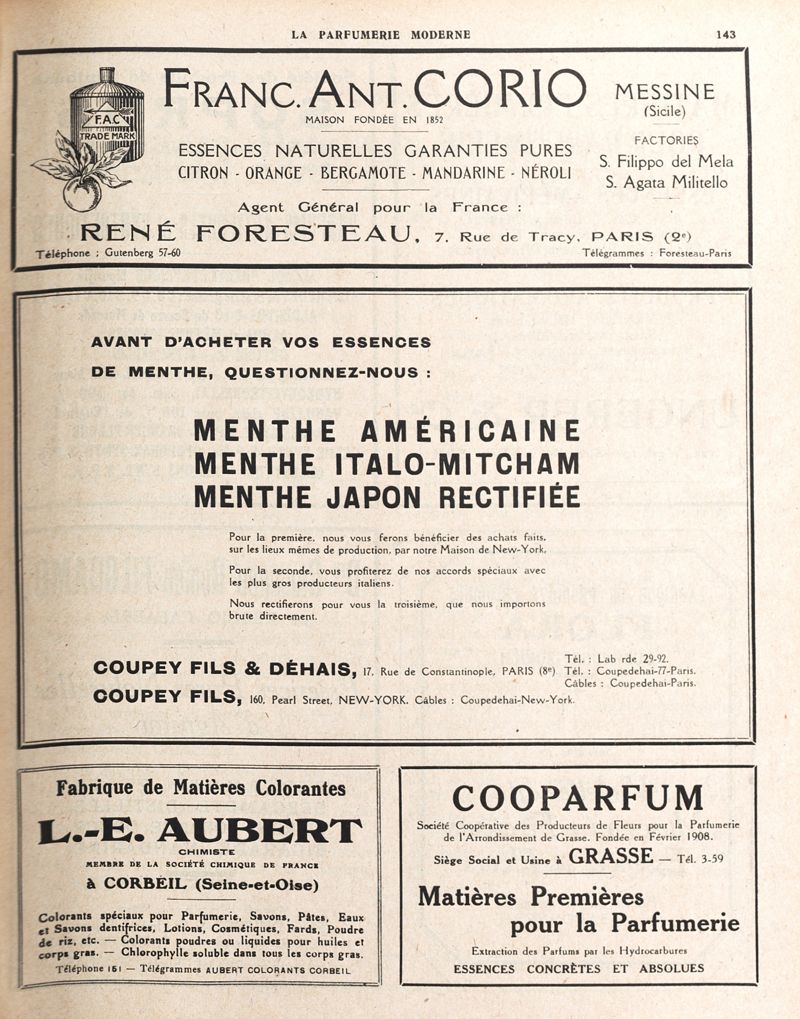 LA PARFUMERIE MODERNE
143
F.A.C
TRADE MARK
FRANC. ANT. CORIO
MAISON FONDÉE EN 1852
ESSENCES NATURELLES GARANTIES PURES
CITRON - ORANGE - BERGAMOTE - MANDARINE - NÉROLI
MESSINE
(Sicile)
FACTORIES
S. Filippo del Mela
S. Agata Militello
Agent Général pour la France :
RENÉ FORESTEAU, 7, Rue de Tracy, PARIS (2e)
Téléphone : Gutenberg 57-60
Télégrammes : Foresteau-Paris
AVANT D'ACHETER VOS ESSENCES
DE MENTHE, QUESTIONNEZ-NOUS :
MENTHE AMÉRICAINE
MENTHE ITALO-MITCHAM
MENTHE JAPON RECTIFIÉE
Pour la première, nous vous ferons bénéficier des achats faits,
sur les lieux mêmes de production, par notre Maison de New-York,
Pour la seconde, vous profiterez de nos accords spéciaux avec
les plus gros producteurs italiens.
Nous rectifierons pour vous la troisième, que nous importons
brute directement.
COUPEY FILS & DÉHAIS, 17, Rue de Constantinople, PARIS (8e)
Tél. : Lab rde 29-92.
Tél. : Coupedehai-77-Paris.
Câbles : Coupedehai-Paris.
COUPEY FILS, 160, Pearl Street, NEW-YORK. Câbles : Coupedehai-New-York.
Fabrique de Matières Colorantes
L.-E. AUBERT
CHIMISTE
MEMBRE DE LA SOCIÉTÉ CHIMIQUE DE FRANCE
à CORBEIL (Seine-et-Oise)
Colorants spéciaux pour Parfumerie, Savons, Pâtes, Eaux
et Savons dentifrices, Lotions, Cosmétiques, Fards, Poudre
de riz, etc. — Colorants poudres ou liquides pour huiles et
corps gras. — Chlorophylle soluble dans tous les corps gras.
Téléphone 151 — Télégrammes AUBERT COLORANTS CORBEIL
COOPARFUM
Société Coopérative des Producteurs de Fleurs pour la Parfumerie
de l'Arrondissement de Grasse. Fondée en Février 1908.
Siège Social et Usine à GRASSE — Tél. 3-59
Matières Premières
pour la Parfumerie
Extraction des Parfums par les Hydrocarbures
ESSENCES CONCRÈTES ET ABSOLUES